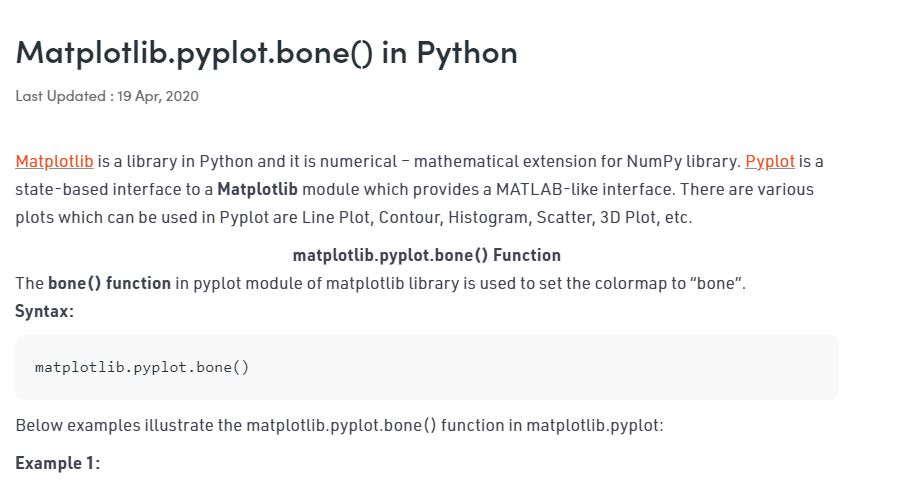 Matplotlib.pyplot.bone() in Python
Last Updated : 19 Apr, 2020
Matplotlib is a library in Python and it is numerical – mathematical extension for NumPy library. Pyplot is a
state-based interface to a Matplotlib module which provides a MATLAB-like interface. There are various
plots which can be used in Pyplot are Line Plot, Contour, Histogram, Scatter, 3D Plot, etc.
matplotlib.pyplot.bone() Function
The bone() function in pyplot module of matplotlib library is used to set the colormap to “bone”.
Syntax:
matplotlib.pyplot.bone()
Below examples illustrate the matplotlib.pyplot.bone() function in matplotlib.pyplot:
Example 1: